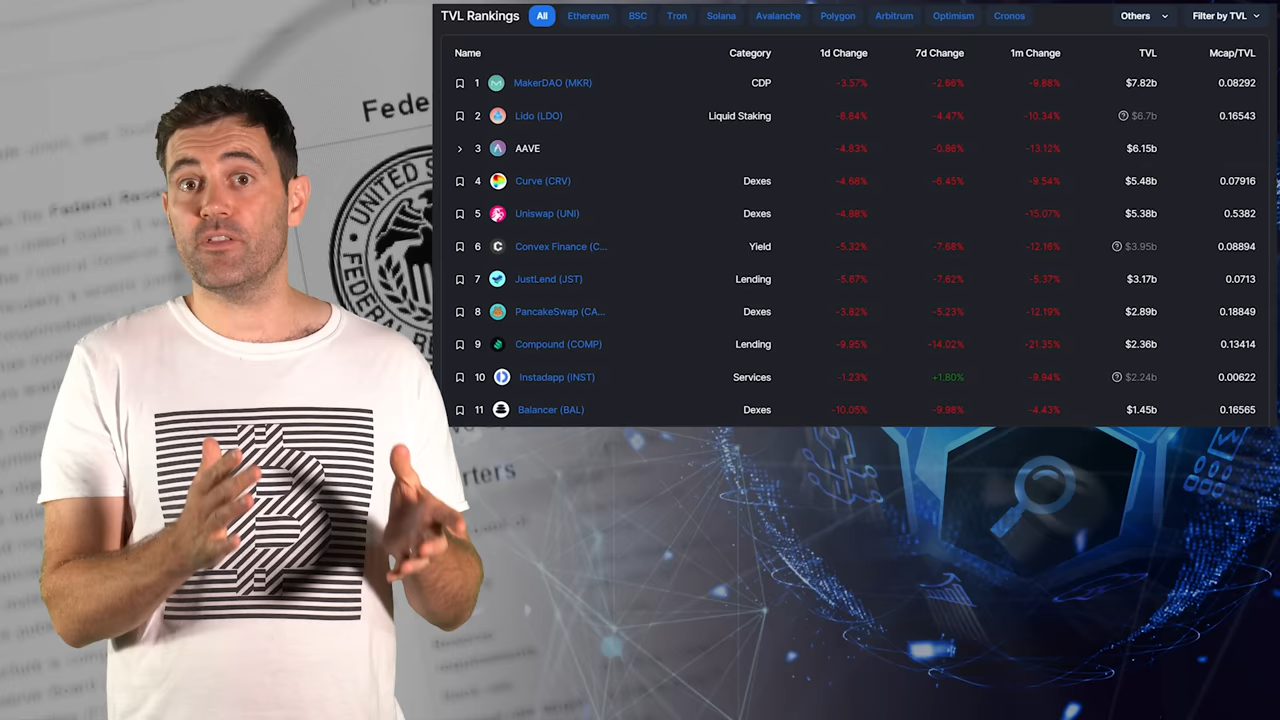 TVL Rankings All Ethereum BSC Tron Solana Avalanche Polygon Arbitrum Optimism Cronos Others Filter by TVL
Name Category 1d Change 7d Change 1m Change TVL Mcap/TVL
1 MakerDAO (MKR) CDP -3.57% -2.66% -9.88% $7.82b 0.08292
2 Lido (LDO) Liquid Staking -8.84% -4.47% -10.34% $6.7b 0.16543
3 AAVE -4.83% -0.86% -13.12% $6.15b
4 Curve (CRV) Dexes -4.68% -6.45% -9.54% $5.48b 0.07916
5 Uniswap (UNI) Dexes -4.88% -15.07% $5.38b 0.5382
6 Convex Finance (C... Yield -5.32% -7.68% -12.16% $3.95b 0.08894
7 JustLend (JST) Lending -5.67% -7.62% -5.37% $3.17b 0.0713
8 PancakeSwap (CA... Dexes -3.82% -5.23% -12.19% $2.89b 0.18849
9 Compound (COMP) Lending -9.95% -14.02% -21.35% $2.36b 0.13414
10 Instadapp (INST) Services -1.23% +1.80% -9.94% $2.24b 0.00622
11 Balancer (BAL) Dexes -10.05% -9.98% -4.43% $1.45b 0.16565
Feder
UNITED S
FEDERAL RE
Federal Rese